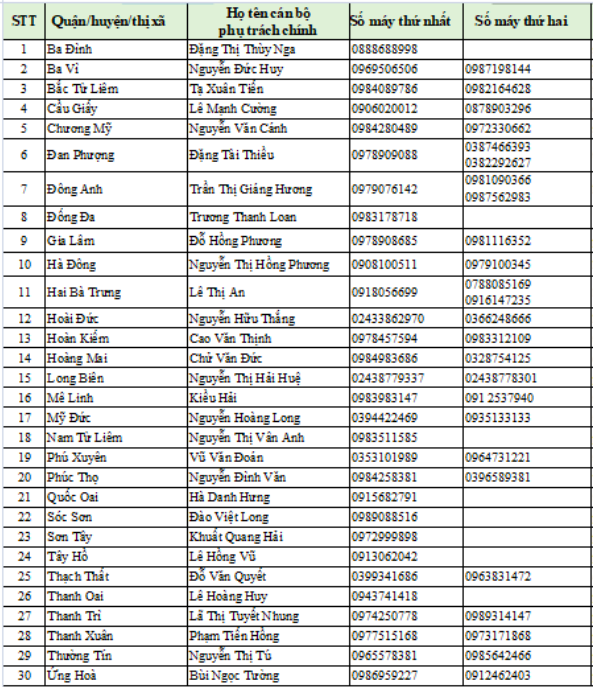 STT Quận/huyện/thị xã Họ tên cán bộ phụ trách chính Số máy thứ nhất Số máy thứ hai
1 Ba Đình Đặng Thị Thùy Nga 0888688998
2 Ba Vì Nguyễn Đức Huy 0969506506 0987198144
3 Bắc Từ Liêm Tạ Xuân Tiến 0984089786 0982164628
4 Cầu Giấy Lê Mạnh Cường 0906020012 0878903296
5 Chương Mỹ Nguyễn Văn Cánh 0984280489 0972330662
6 Đan Phượng Đặng Tài Thiều 0978909088 0387466393
0382292627
7 Đông Anh Trần Thị Giáng Hương 0979076142 0981090366
0987562983
8 Đống Đa Trương Thanh Loan 0983178718
9 Gia Lâm Đỗ Hồng Phương 0978908685 0981116352
10 Hà Đông Nguyễn Thị Hồng Phương 0908100511 0979100345
11 Hai Bà Trưng Lê Thị An 0918056699 0788085169
0916147235
12 Hoài Đức Nguyễn Hữu Thắng 02433862970 0366248666
13 Hoàn Kiếm Cao Văn Thịnh 0978457594 0983312109
14 Hoàng Mai Chử Văn Đức 0984983686 0328754125
15 Long Biên Nguyễn Thị Hải Huệ 02438779337 02438778301
16 Mê Linh Kiều Hải 0983983147 091 2537940
17 Mỹ Đức Nguyễn Hoàng Long 0394422469 0935133133
18 Nam Từ Liêm Nguyễn Thị Vân Anh 0983511585
19 Phú Xuyên Vũ Văn Đoàn 0353101989 0964731221
20 Phúc Thọ Nguyễn Đình Văn 0984258381 0396589381
21 Quốc Oai Hà Danh Hưng 0915682791
22 Sóc Sơn Đào Việt Long 0989088516
23 Sơn Tây Khuất Quang Hải 0972999898
24 Tây Hồ Lê Hồng Vũ 0913062042
25 Thạch Thất Đỗ Văn Quyết 0399341686 0963831472
26 Thanh Oai Lê Hoàng Huy 0943741418
27 Thanh Trì Lã Thị Tuyết Nhung 0974250778 0989314147
28 Thanh Xuân Phạm Tiến Hồng 0977515168 0973171868
29 Thường Tín Nguyễn Thị Tú 0965578381 0985642466
30 Ứng Hoà Bùi Ngọc Tường 0986959227 0912462403